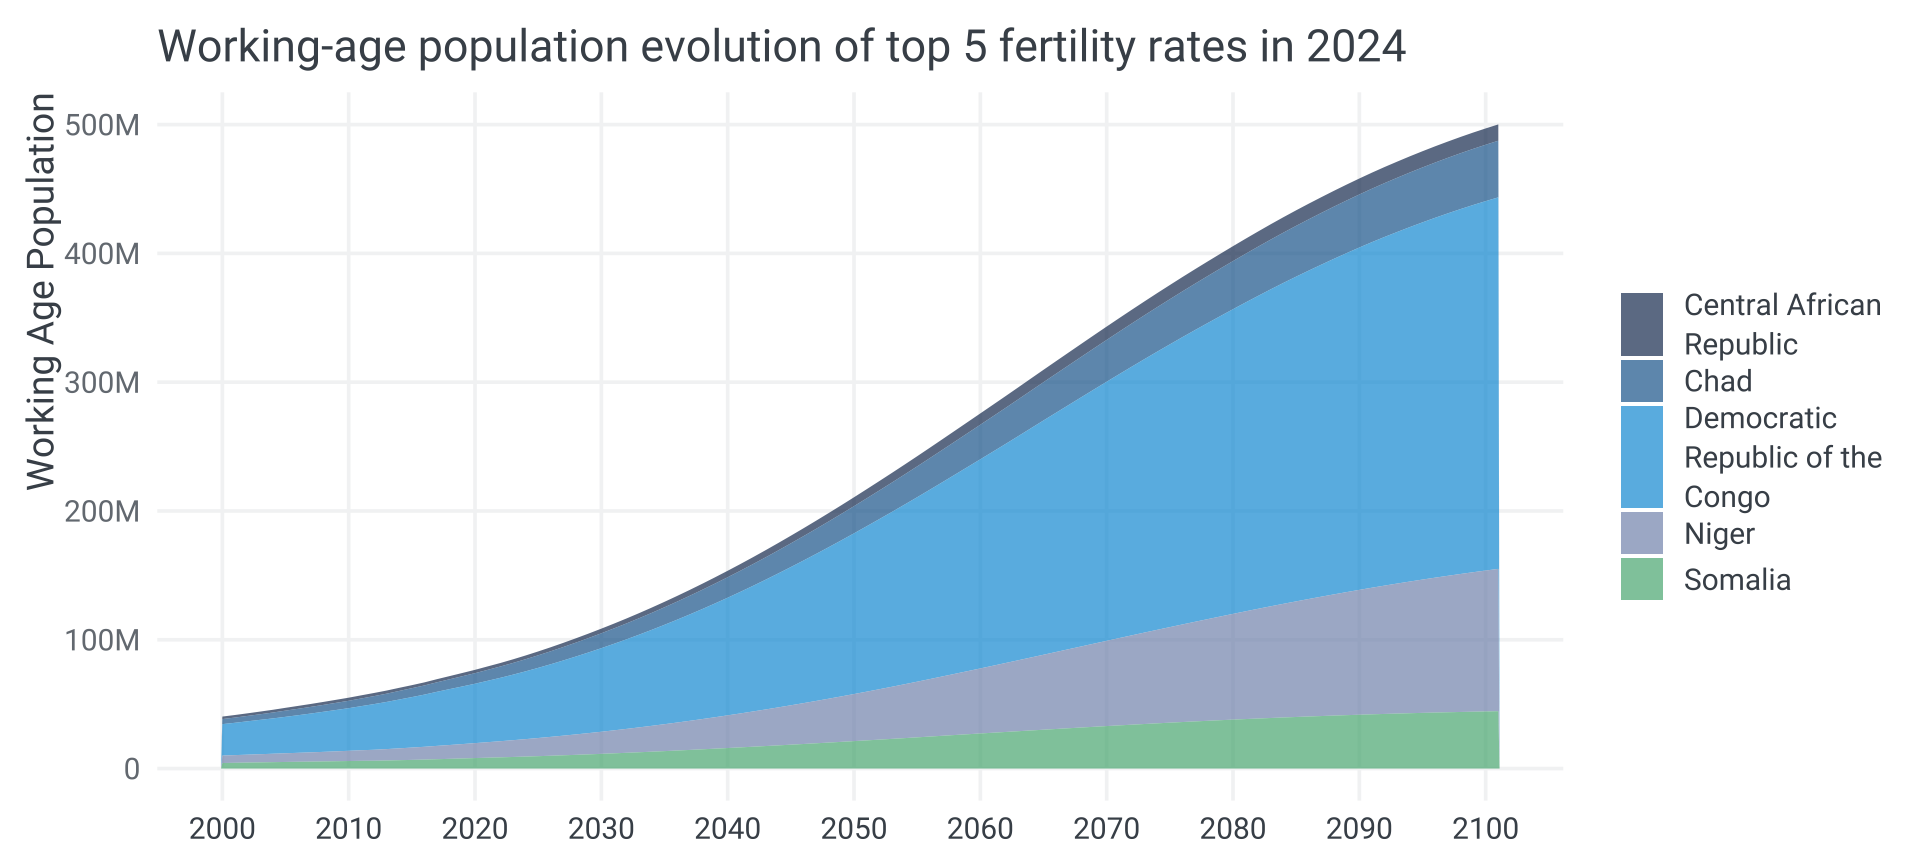 Working-age population evolution of top 5 fertility rates in 2024
Working Age Population
500M
400M
300M
200M
100M
0
2000 2010 2020 2030 2040 2050 2060 2070 2080 2090 2100
Central African
Republic
Chad
Democratic
Republic of the
Congo
Niger
Somalia